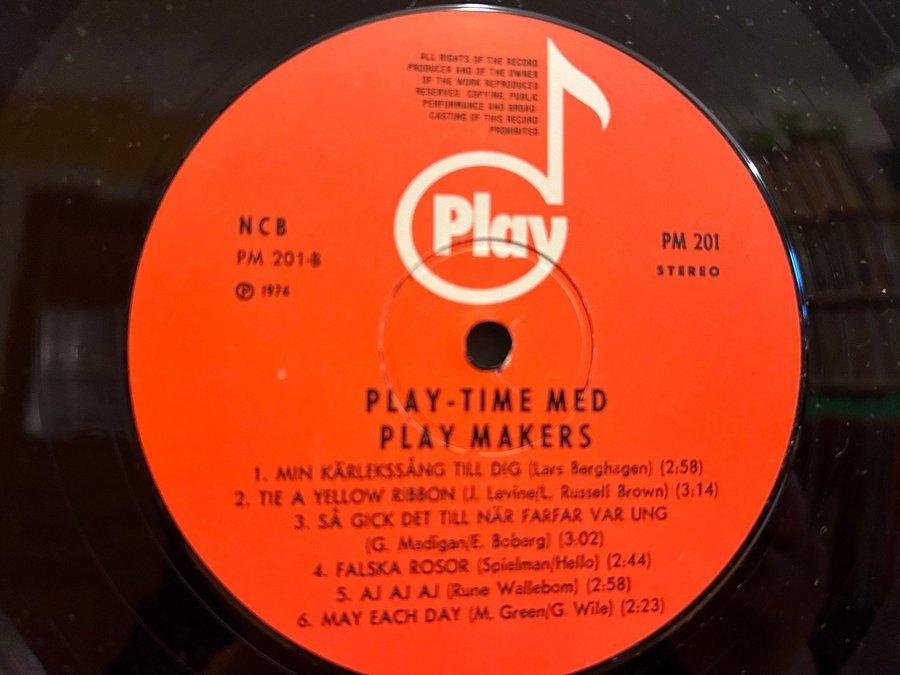 ALL RIGHTS OF THE RECORD
PRODUCER AND OF THE OWNER
OF THE WORK REPRODUCED
RESERVED. COPYING, PUBLIC
PERFORMANCE AND BROAD-
CASTING OF THIS RECORD
PROHIBITED
Play
NCB
PM 201-B
Ⓟ 1974
PM 201
STEREO
PLAY-TIME MED
PLAY MAKERS
1. MIN KÄRLEKSSÅNG TILL DIG (Lars Berghagen) (2:58)
2. TIE A YELLOW RIBBON (J. Levine/L. Russell Brown) (3:14)
3. SÅ GICK DET TILL NÄR FARFAR VAR UNG
(G. Madigan/E. Boberg) (3:02)
4. FALSKA ROSOR (Spielman/Hello) (2:44)
5. AJ AJ AJ (Rune Wallebom) (2:58)
6. MAY EACH DAY (M. Green/G. Wile) (2:23)